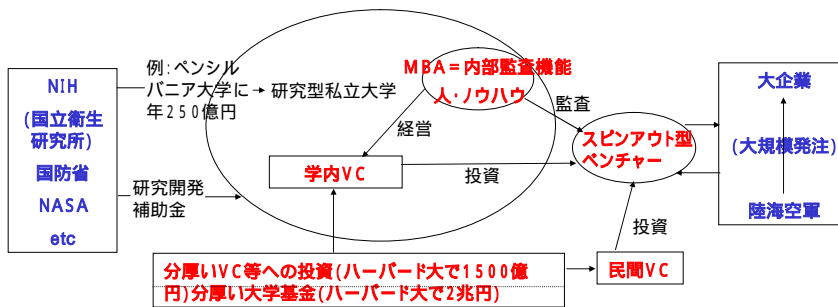 NIH
(国立衛生
研究所)
国防省
NASA
etc
例:ペンシル
バニア大学に
年250億円
研究開発
補助金
研究型私立大学
MBA=内部監査機能
人・ノウハウ
経営
監査
学内VC
投資
スピンアウト型
ベンチャー
投資
大企業
(大規模発注)
陸海空軍
分厚いVC等への投資(ハーバード大で1500億
円)分厚い大学基金(ハーバード大で2兆円)
民間VC